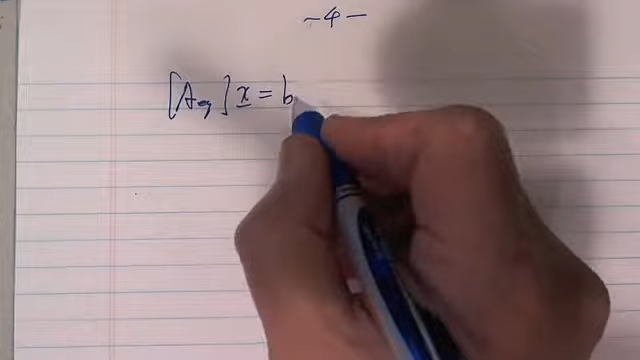 -4-
[Aeq] x = b